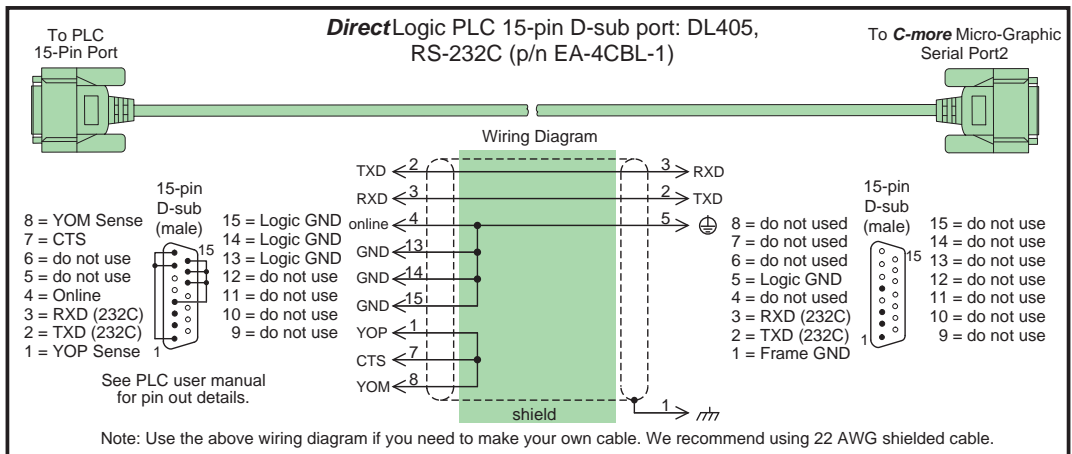 DirectLogic PLC 15-pin D-sub port: DL405,
RS-232C (p/n EA-4CBL-1)
To PLC
15-Pin Port
To C-more Micro-Graphic
Serial Port2
Wiring Diagram
TXD 2 3 RXD
RXD 3 2 TXD
online 4 5
GND 13
GND 14
GND 15
YOP 1
CTS 7
YOM 8
shield
1
15-pin
D-sub
(male)
8 = YOM Sense
7 = CTS
6 = do not use
5 = do not use
4 = Online
3 = RXD (232C)
2 = TXD (232C)
1 = YOP Sense
15
1
15 = Logic GND
14 = Logic GND
13 = Logic GND
12 = do not use
11 = do not use
10 = do not use
9 = do not use
See PLC user manual
for pin out details.
15-pin
D-sub
(male)
8 = do not used
7 = do not used
6 = do not used
5 = Logic GND
4 = do not used
3 = RXD (232C)
2 = TXD (232C)
1 = Frame GND
15
1
15 = do not use
14 = do not use
13 = do not use
12 = do not use
11 = do not use
10 = do not use
9 = do not use
Note: Use the above wiring diagram if you need to make your own cable. We recommend using 22 AWG shielded cable.